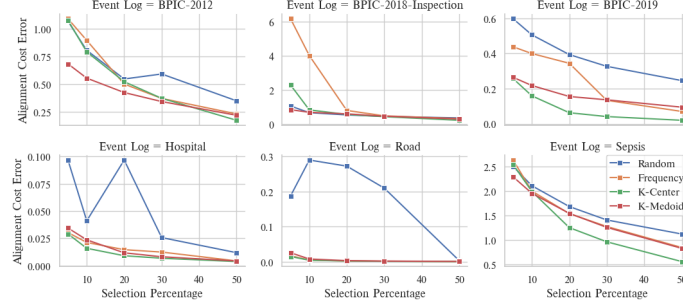 Event Log = BPIC-2012
Event Log = BPIC-2018-Inspection
Event Log = BPIC-2019
Alignment Cost Error
1.00
0.75
0.50
0.25
6
4
2
0
0.6
0.4
0.2
0.0
Event Log = Hospital
Event Log = Road
Event Log = Sepsis
Alignment Cost Error
0.100
0.075
0.050
0.025
0.000
0.3
0.2
0.1
0.0
2.5
2.0
1.5
1.0
0.5
Random
Frequency
K-Center
K-Medoid
10 20 30 40 50
10 20 30 40 50
10 20 30 40 50
Selection Percentage
Selection Percentage
Selection Percentage